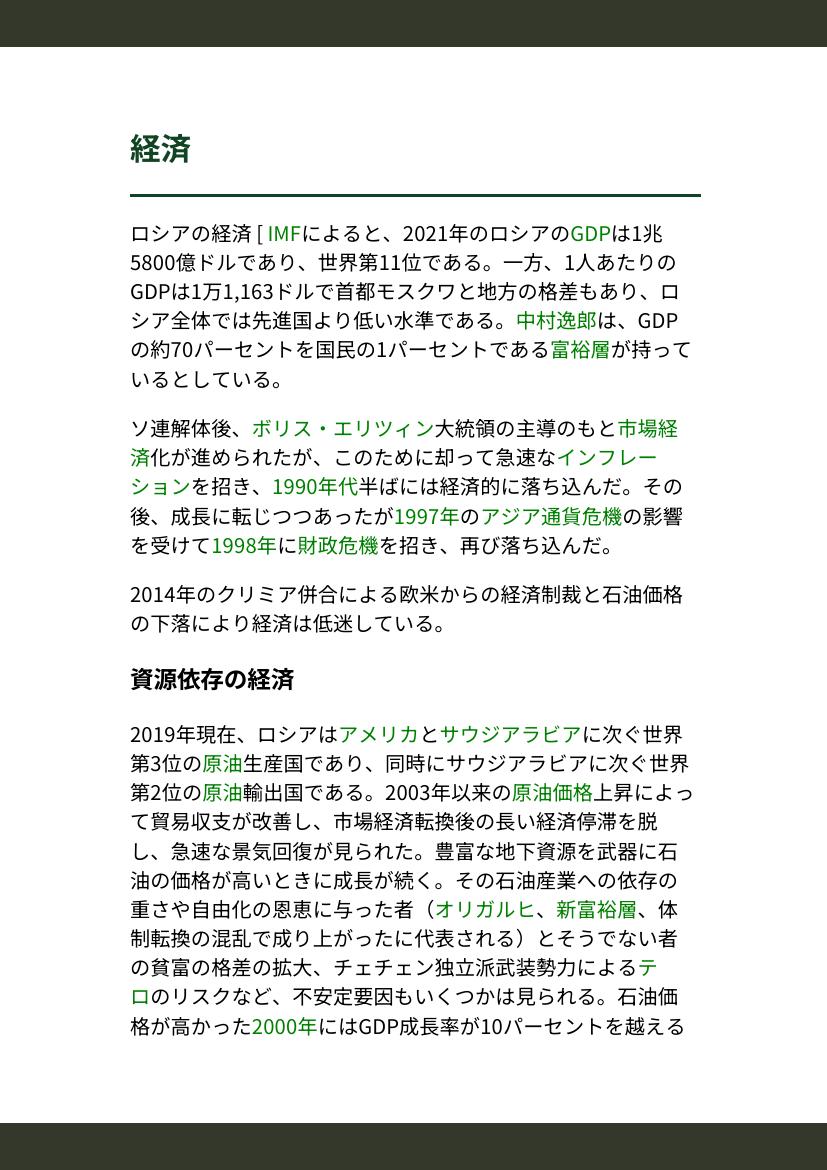 経済
ロシアの経済 [ IMFによると、2021年のロシアのGDPは1兆
5800億ドルであり、世界第11位である。一方、1人あたりの
GDPは1万1,163ドルで首都モスクワと地方の格差もあり、ロ
シア全体では先進国より低い水準である。中村逸郎は、GDP
の約70パーセントを国民の1パーセントである富裕層が持って
いるとしている。
ソ連解体後、ボリス・エリツィン大統領の主導のもと市場経
済化が進められたが、このために却って急速なインフレー
ションを招き、1990年代半ばには経済的に落ち込んだ。その
後、成長に転じつつあったが1997年のアジア通貨危機の影響
を受けて1998年に財政危機を招き、再び落ち込んだ。
2014年のクリミア併合による欧米からの経済制裁と石油価格
の下落により経済は低迷している。
資源依存の経済
2019年現在、ロシアはアメリカとサウジアラビアに次ぐ世界
第3位の原油生産国であり、同時にサウジアラビアに次ぐ世界
第2位の原油輸出国である。2003年以来の原油価格上昇によっ
て貿易収支が改善し、市場経済転換後の長い経済停滞を脱
し、急速な景気回復が見られた。豊富な地下資源を武器に石
油の価格が高いときに成長が続く。その石油産業への依存の
重さや自由化の恩恵に与った者（オリガルヒ、新富裕層、体
制転換の混乱で成り上がったに代表される）とそうでない者
の貧富の格差の拡大、チェチェン独立派武装勢力によるテ
ロのリスクなど、不安定要因もいくつかは見られる。石油価
格が高かった2000年にはGDP成長率が10パーセントを越える